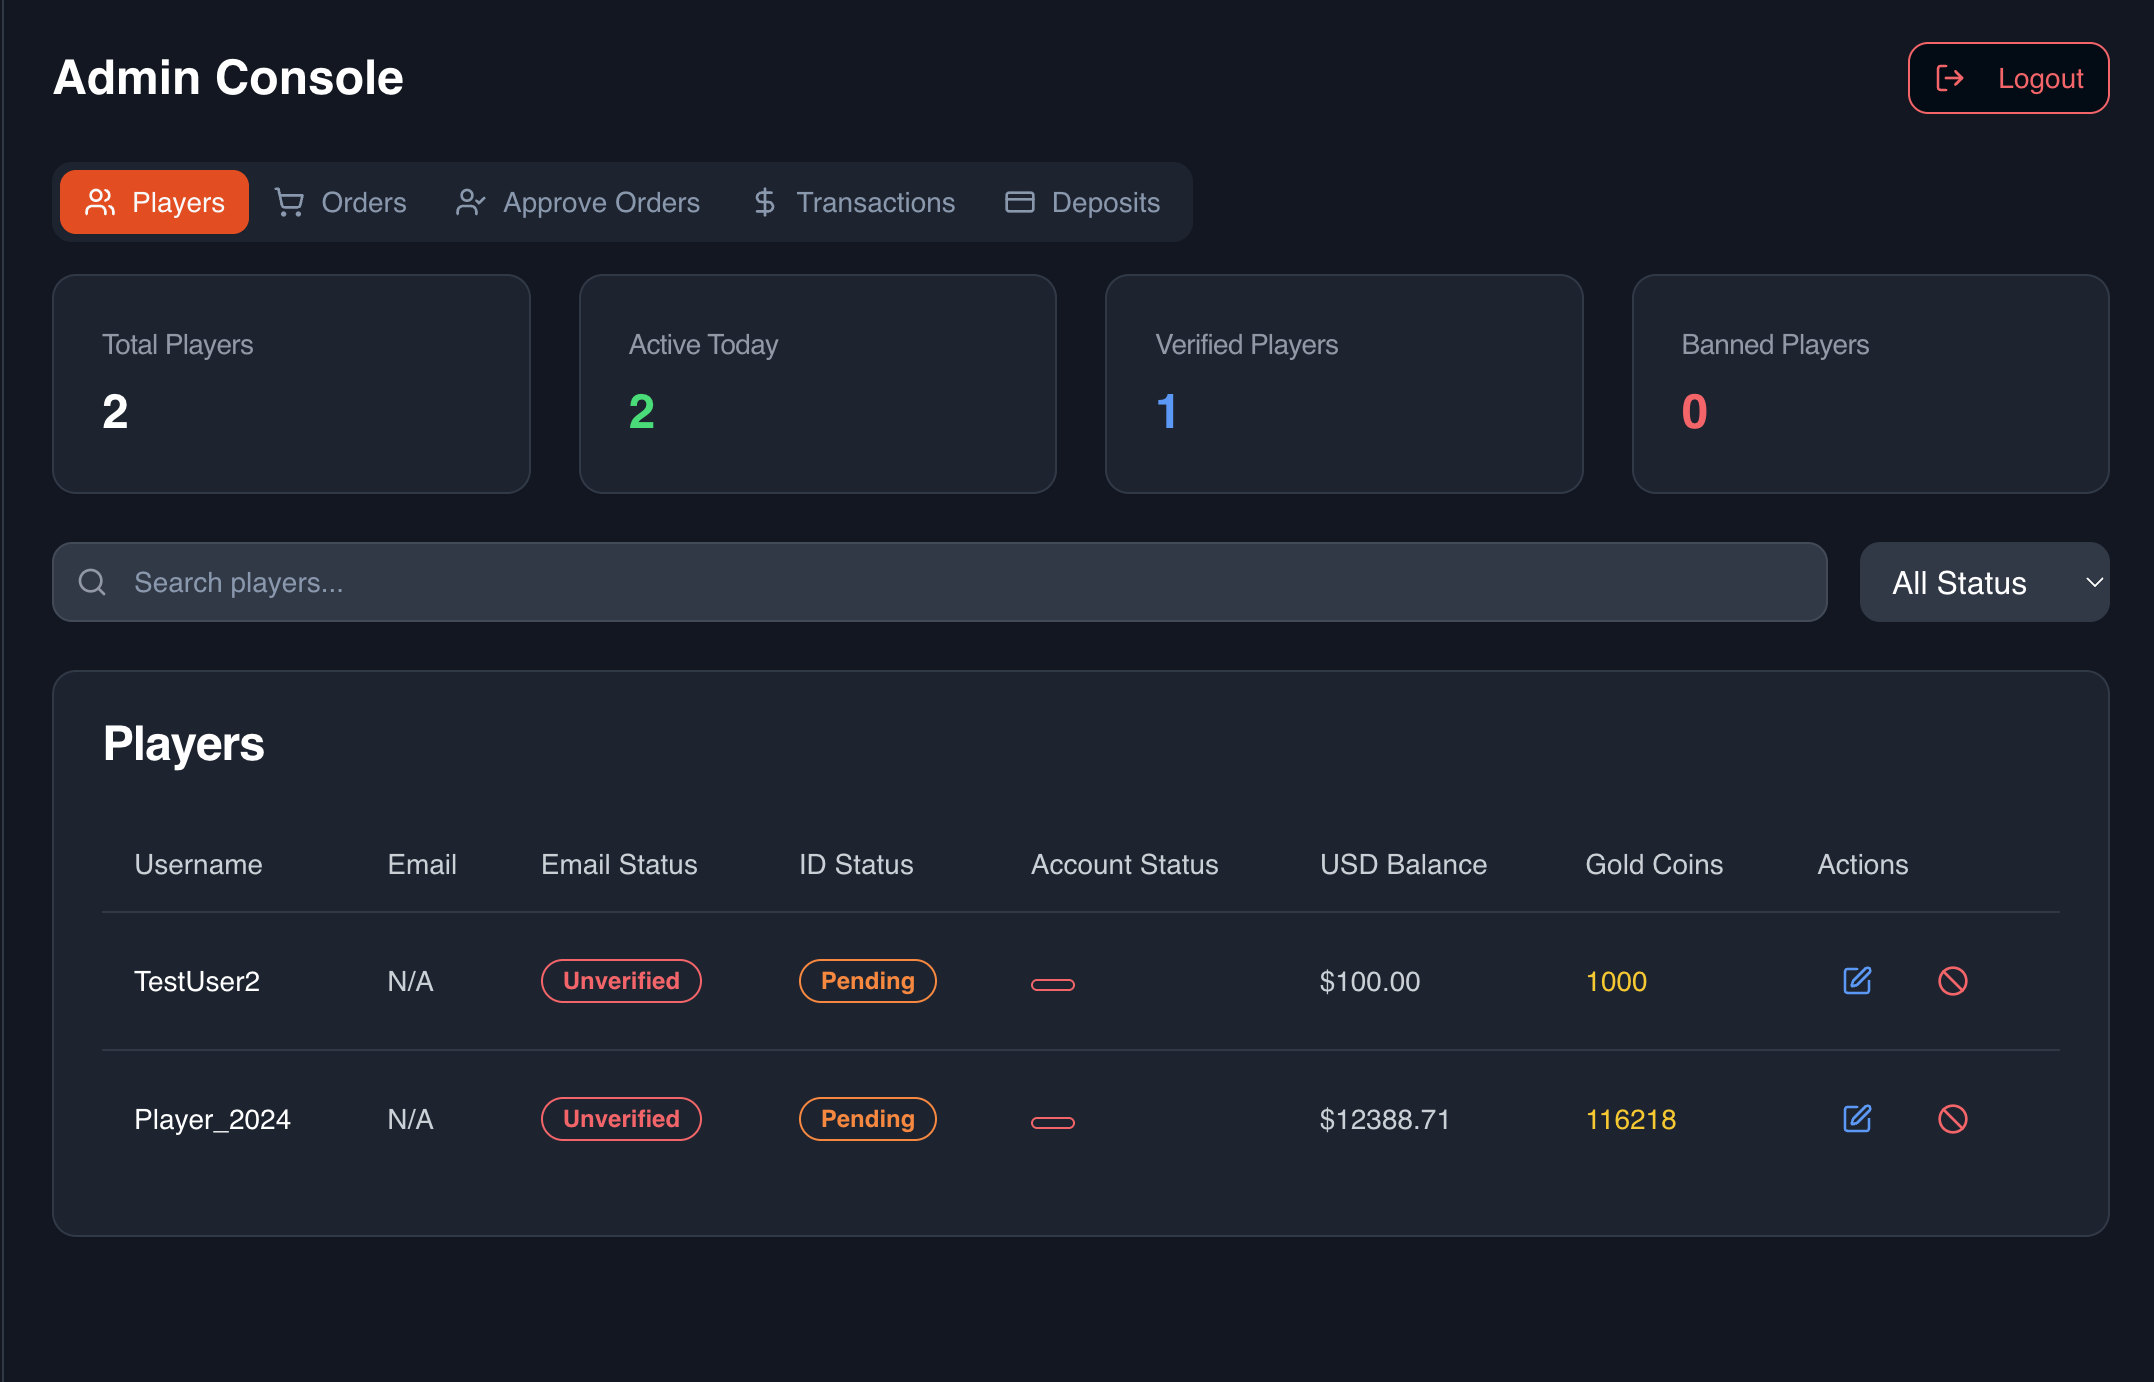 Admin Console
Logout
Players Orders Approve Orders Transactions Deposits
Total Players Active Today Verified Players Banned Players
2 2 1 0
Search players... All Status
Players
Username Email Email Status ID Status Account Status USD Balance Gold Coins Actions
TestUser2 N/A Unverified Pending $100.00 1000
Player_2024 N/A Unverified Pending $12388.71 116218